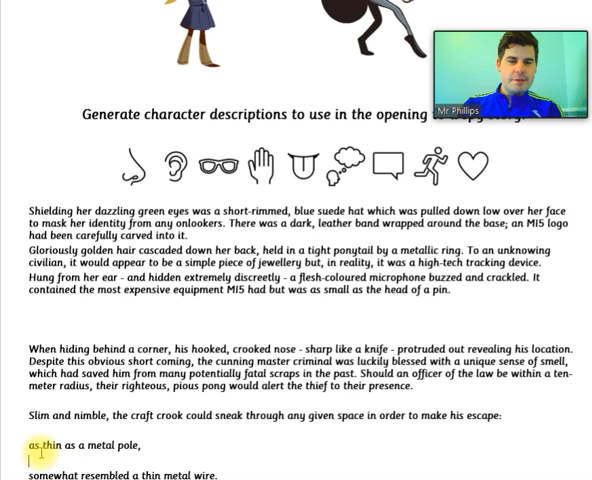 Mr Phillips
Generate character descriptions to use in the opening
Shielding her dazzling green eyes was a short-rimmed, blue suede hat which was pulled down low over her face
to mask her identity from any onlookers. There was a dark, leather band wrapped around the base; an MI5 logo
had been carefully carved into it.
Gloriously golden hair cascaded down her back, held in a tight ponytail by a metallic ring. To an unknowing
civilian, it would appear to be a simple piece of jewellery but, in reality, it was a high-tech tracking device.
Hung from her ear - and hidden extremely discreetly - a flesh-coloured microphone buzzed and crackled. It
contained the most expensive equipment MI5 had but was as small as the head of a pin.
When hiding behind a corner, his hooked, crooked nose - sharp like a knife - protruded out revealing his location.
Despite this obvious short coming, the cunning master criminal was luckily blessed with a unique sense of smell,
which had saved him from many potentially fatal scraps in the past. Should an officer of the law be within a ten-
meter radius, their righteous, pious pong would alert the thief to their presence.
Slim and nimble, the craft crook could sneak through any given space in order to make his escape:
as thin as a metal pole,
somewhat resembled a thin metal wire.